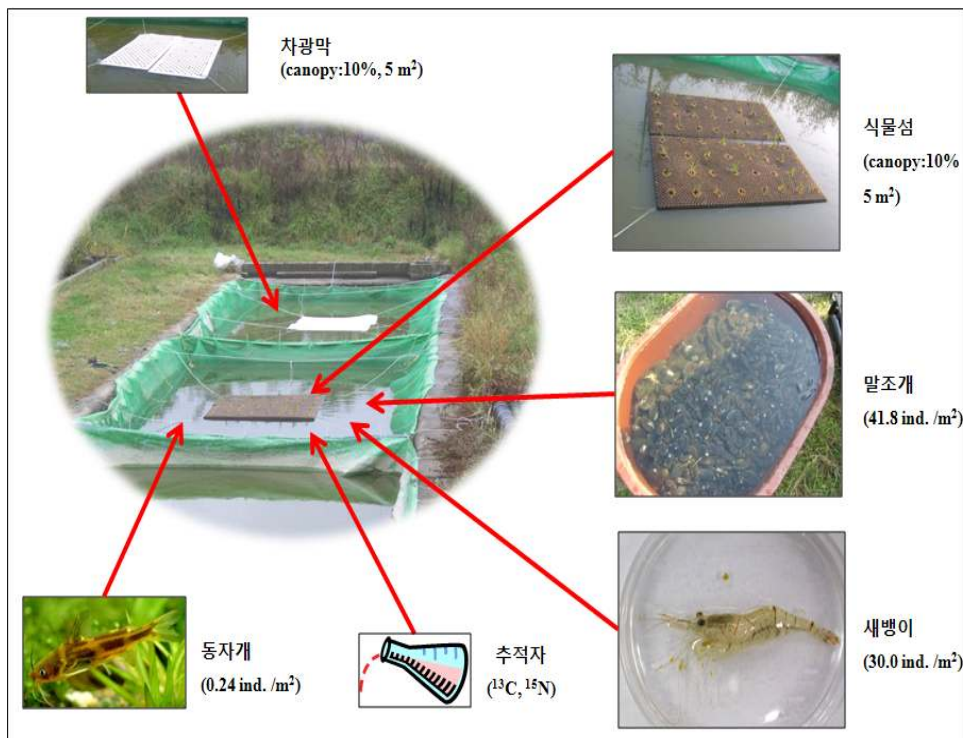 차광막
(canopy:10%, 5 m²)
식물섬
(canopy:10%
5 m²)
말조개
(41.8 ind. /m²)
새뱅이
(30.0 ind. /m²)
동자개
(0.24 ind. /m²)
추적자
(¹³C, ¹⁵N)